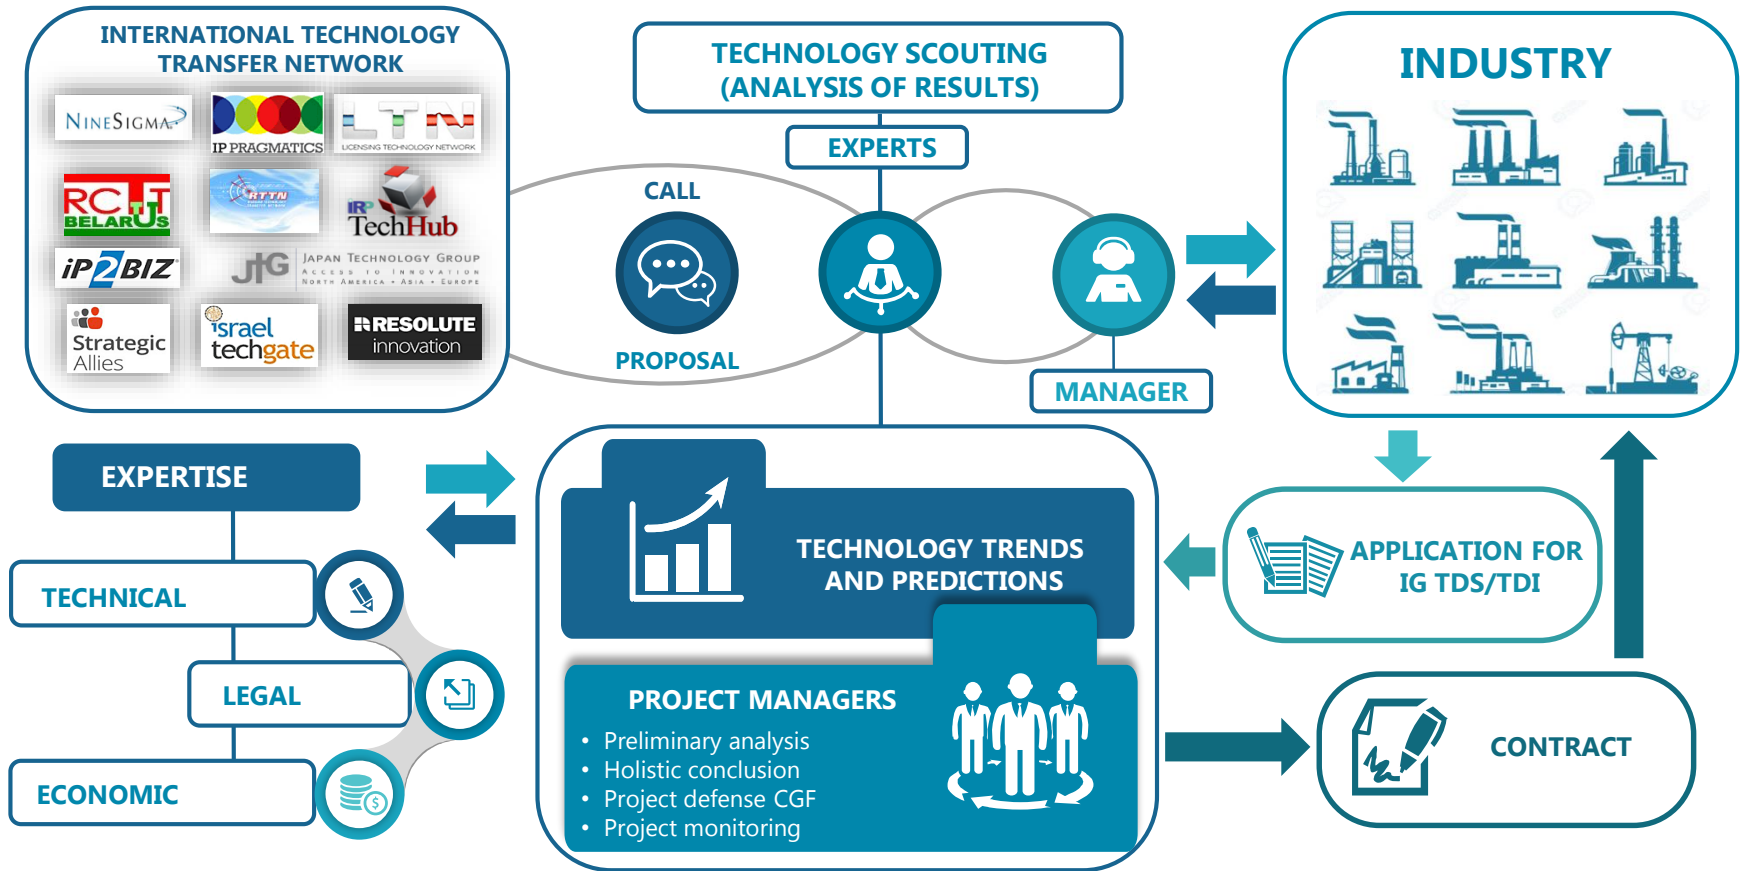 INTERNATIONAL TECHNOLOGY
TRANSFER NETWORK
NINESIGMA
IP PRAGMATICS
LTN
LICENSING TECHNOLOGY NETWORK
RCTT
BELARUS
RTTN
IRP
TechHub
iP2BIZ
JTG
JAPAN TECHNOLOGY GROUP
ACCESS TO INNOVATION
NORTH AMERICA • ASIA • EUROPE
Strategic
Allies
israel
techgate
RESOLUTE
innovation
TECHNOLOGY SCOUTING
(ANALYSIS OF RESULTS)
EXPERTS
CALL
PROPOSAL
MANAGER
INDUSTRY
EXPERTISE
TECHNICAL
LEGAL
ECONOMIC
$
TECHNOLOGY TRENDS
AND PREDICTIONS
PROJECT MANAGERS
• Preliminary analysis
• Holistic conclusion
• Project defense CGF
• Project monitoring
APPLICATION FOR
IG TDS/TDI
CONTRACT